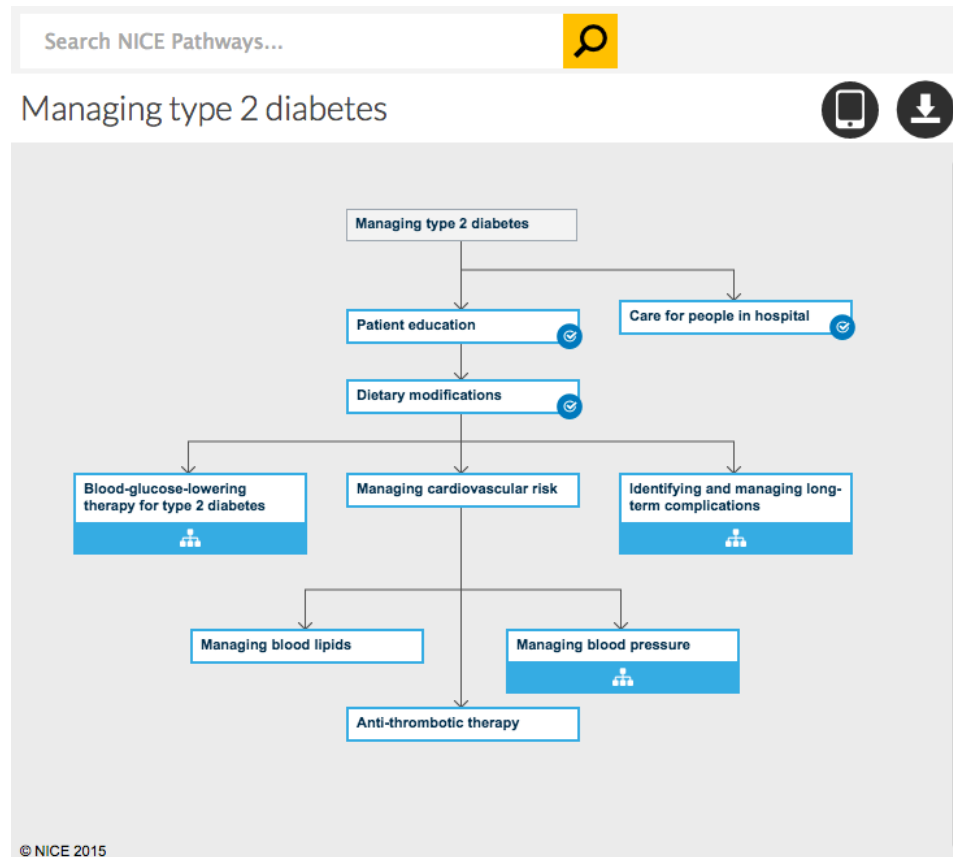 Search NICE Pathways...
Managing type 2 diabetes
Managing type 2 diabetes
Patient education
Care for people in hospital
Dietary modifications
Blood-glucose-lowering
therapy for type 2 diabetes
Managing cardiovascular risk
Identifying and managing long-
term complications
Managing blood lipids
Managing blood pressure
Anti-thrombotic therapy
© NICE 2015